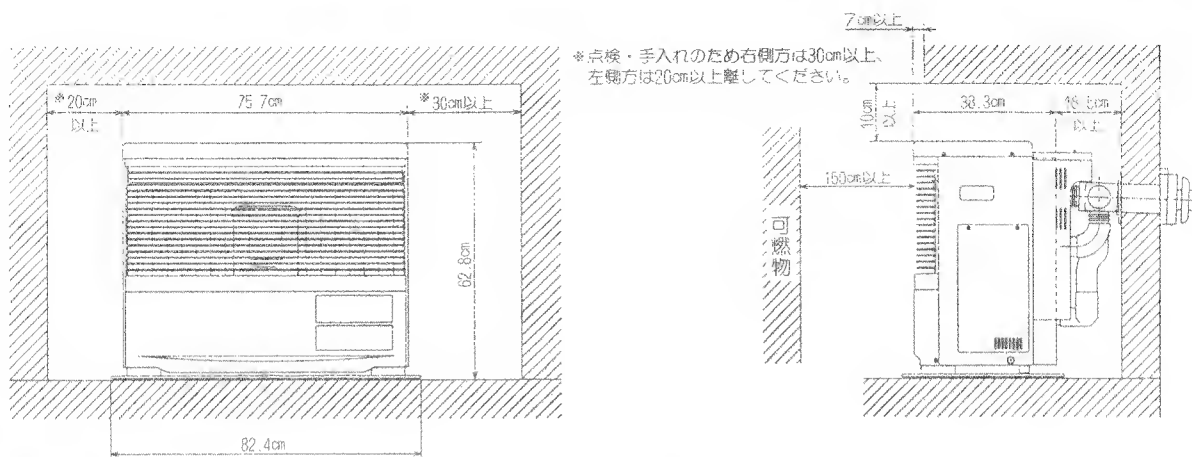 7cm以上
※点検・手入れのため右側方は30cm以上、
左側方は20cm以上離してください。
※20cm
以上
75.7cm
※30cm以上
62.8cm
82.4cm
10cm
以上
38.3cm
以上
150cm以上
可燃物